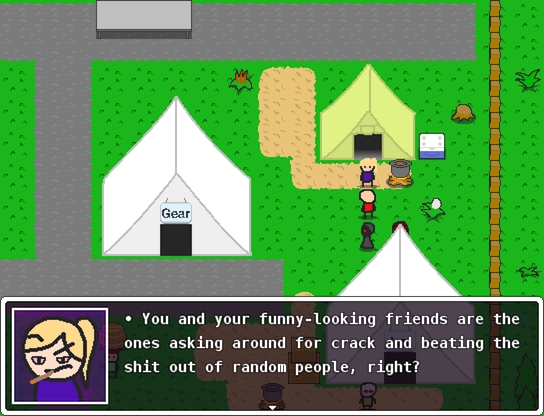 Gear
• You and your funny-looking friends are the
ones asking around for crack and beating the
shit out of random people, right?